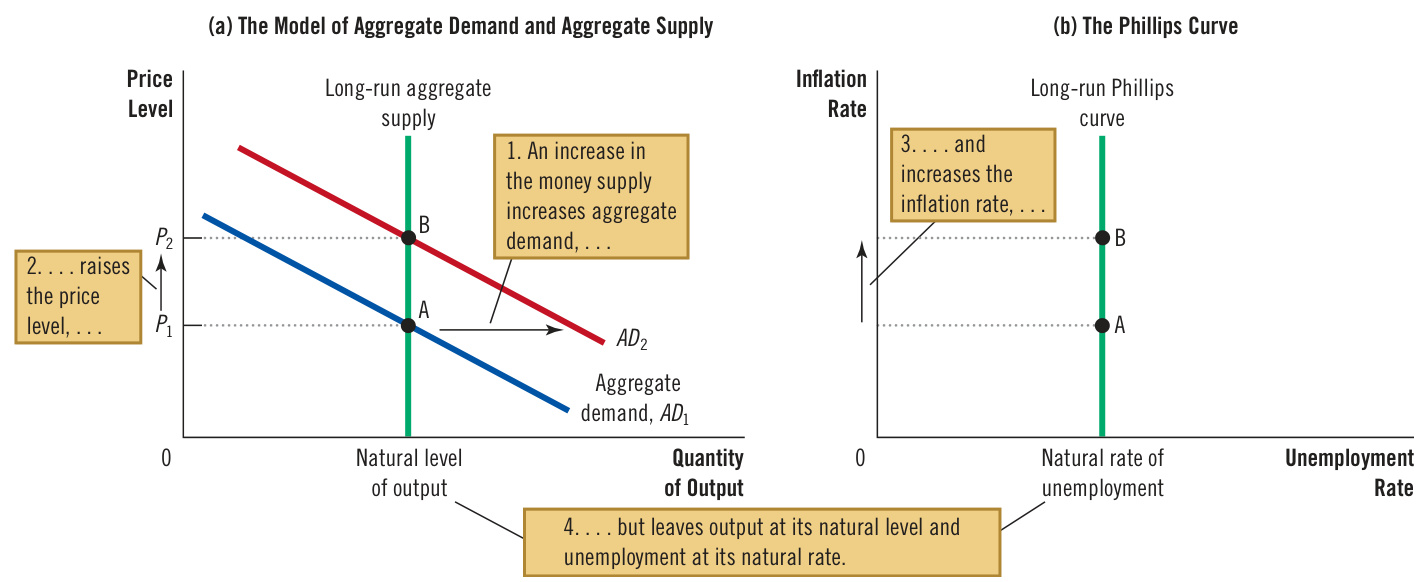 (a) The Model of Aggregate Demand and Aggregate Supply
Price
Level
Long-run aggregate
supply
1. An increase in
the money supply
increases aggregate
demand, . . .
B
P2
2. . . . raises
the price
level, . . .
A
P1
AD2
Aggregate
demand, AD1
0
Natural level
of output
Quantity
of Output
(b) The Phillips Curve
Inflation
Rate
Long-run Phillips
curve
3. . . . and
increases the
inflation rate, . . .
B
A
0
Natural rate of
unemployment
Unemployment
Rate
4. . . . but leaves output at its natural level and
unemployment at its natural rate.